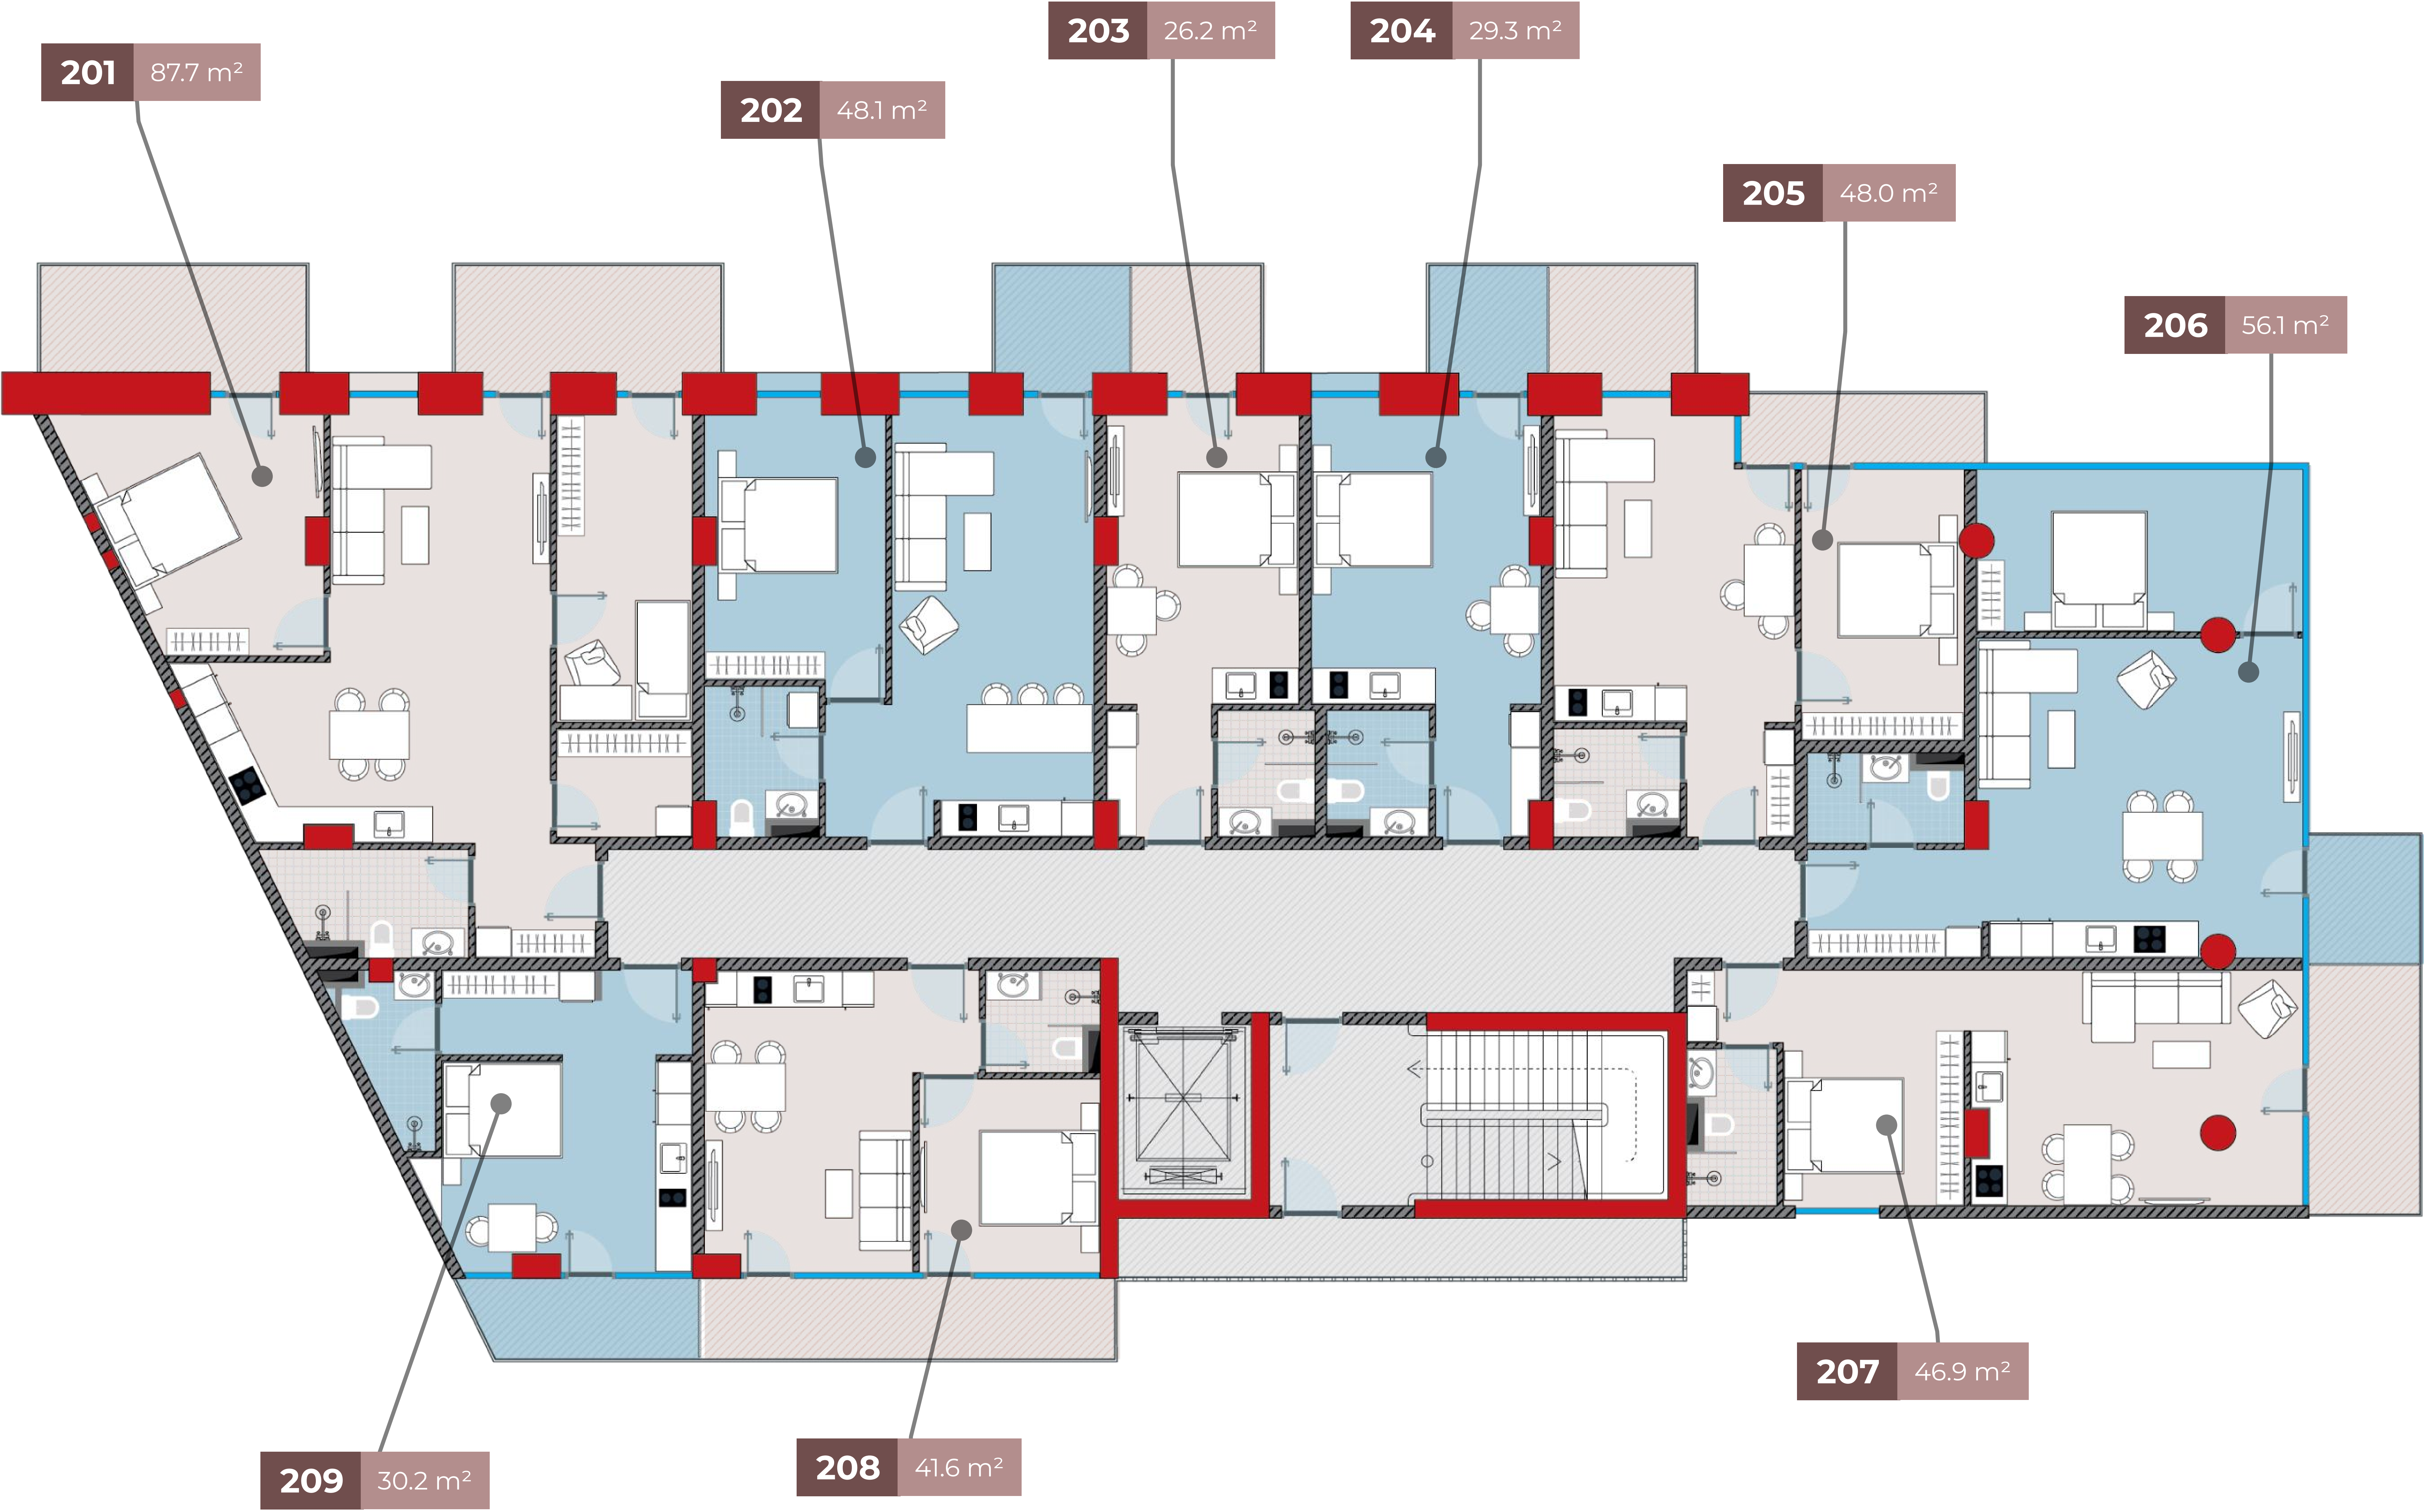 203 26.2 m²
204 29.3 m²
201 87.7 m²
202 48.1 m²
205 48.0 m²
206 56.1 m²
207 46.9 m²
208 41.6 m²
209 30.2 m²